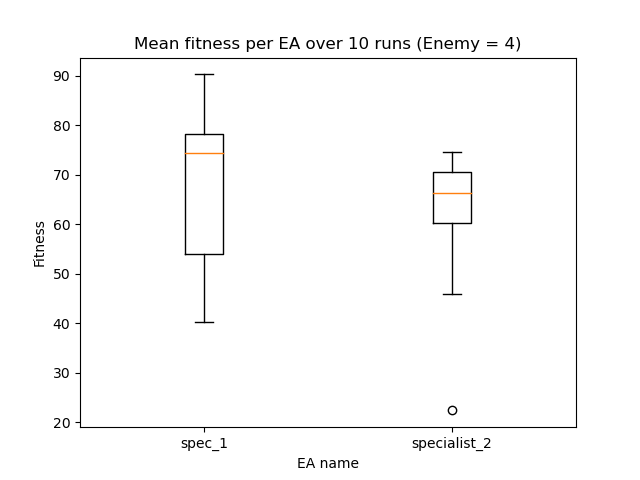 Mean fitness per EA over 10 runs (Enemy = 4)
Fitness
90
80
70
60
50
40
30
20
spec_1 specialist_2
EA name